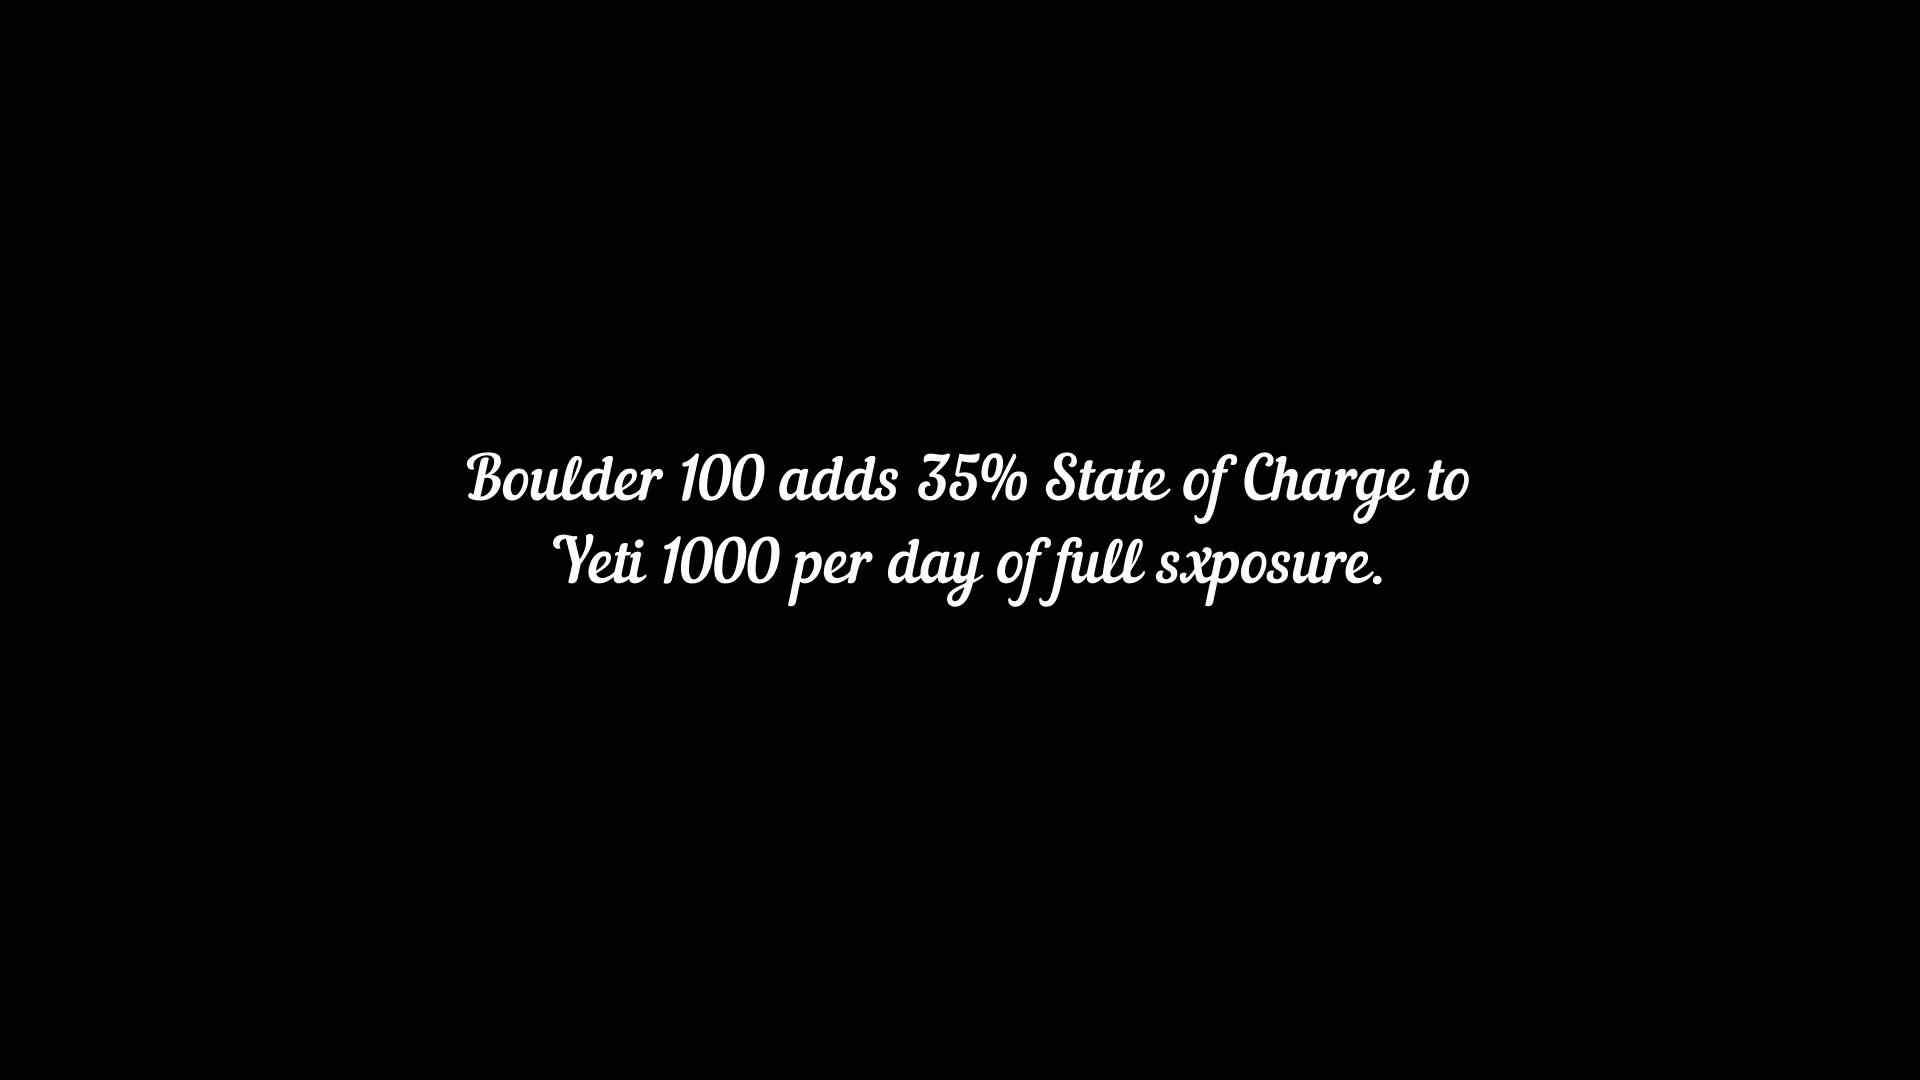 Boulder 100 adds 35% State of Charge to
Yeti 1000 per day of full sxposure.